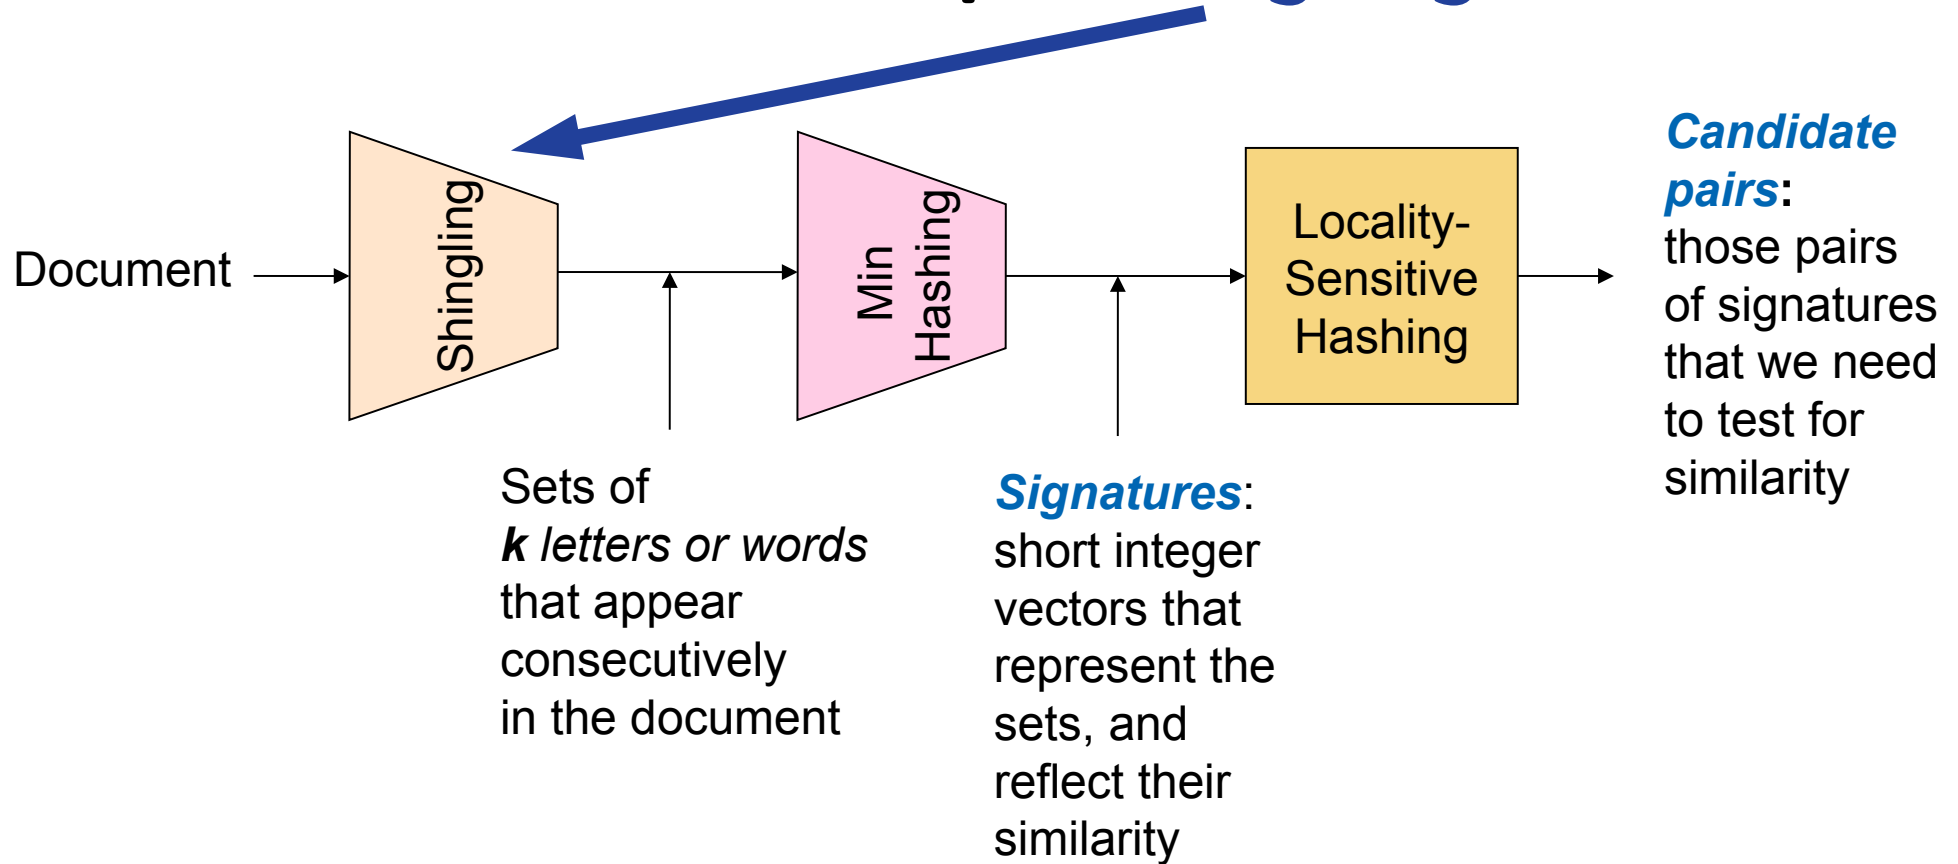 Document
Shingling
Min
Hashing
Locality-
Sensitive
Hashing
Candidate
pairs:
those pairs
of signatures
that we need
to test for
similarity
Sets of
k letters or words
that appear
consecutively
in the document
Signatures:
short integer
vectors that
represent the
sets, and
reflect their
similarity